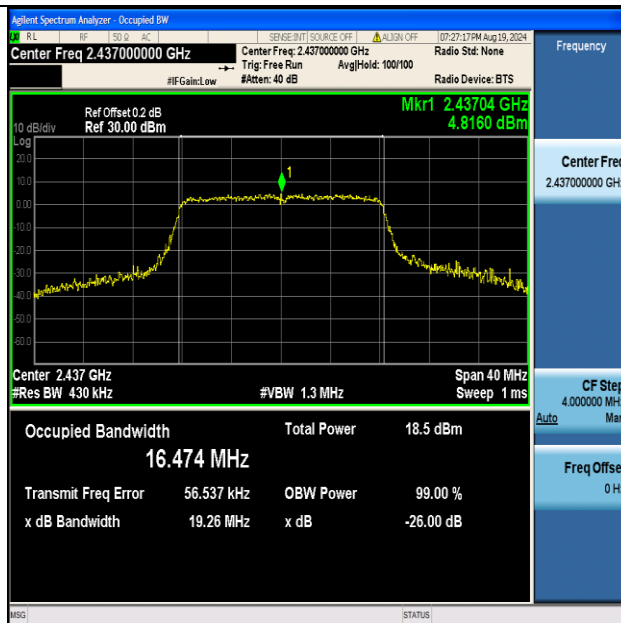 Agilent Spectrum Analyzer - Occupied BW
RL RF 50 Ω AC SENSE:INT SOURCE OFF ALIGN OFF 07:27:17PM Aug 19, 2024
Center Freq 2.437000000 GHz Center Freq: 2.437000000 GHz Radio Std: None
Trig: Free Run Avg|Hold: 100/100
#IFGain:Low #Atten: 40 dB Radio Device: BTS
Frequency
Mkr1 2.43704 GHz
4.8160 dBm
Ref Offset 0.2 dB
10 dB/div Ref 30.00 dBm
Log
20.0
10.0
0.00
-10.0
-20.0
-30.0
-40.0
-50.0
-60.0
1
Center Freq
2.437000000 GHz
Center 2.437 GHz Span 40 MHz
#Res BW 430 kHz #VBW 1.3 MHz Sweep 1 ms
CF Step
4.000000 MHz
Auto Man
Occupied Bandwidth Total Power 18.5 dBm
16.474 MHz
Transmit Freq Error 56.537 kHz OBW Power 99.00 %
x dB Bandwidth 19.26 MHz x dB -26.00 dB
Freq Offset
0 Hz
MSG STATUS